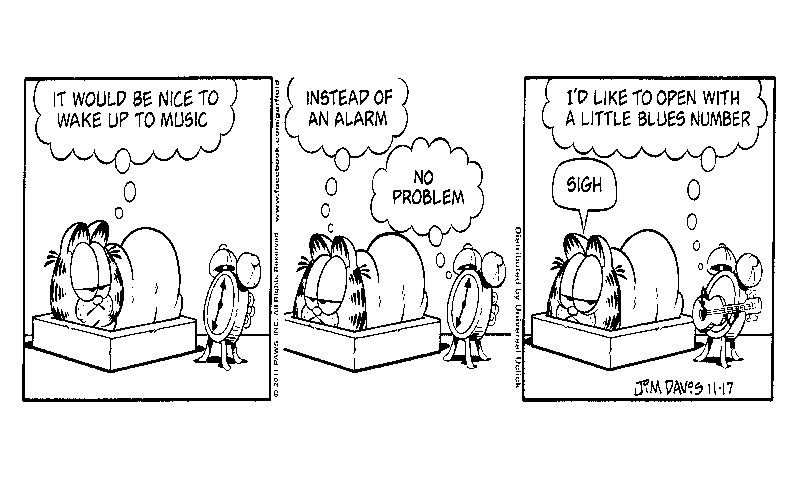 IT WOULD BE NICE TO
WAKE UP TO MUSIC
© 2011 PAWS, INC. All Rights Reserved. www.facebook.com/garfield
INSTEAD OF
AN ALARM
NO
PROBLEM
Distributed by Universal Uclick
I'D LIKE TO OPEN WITH
A LITTLE BLUES NUMBER
SIGH
JIM DAVIS 11-17